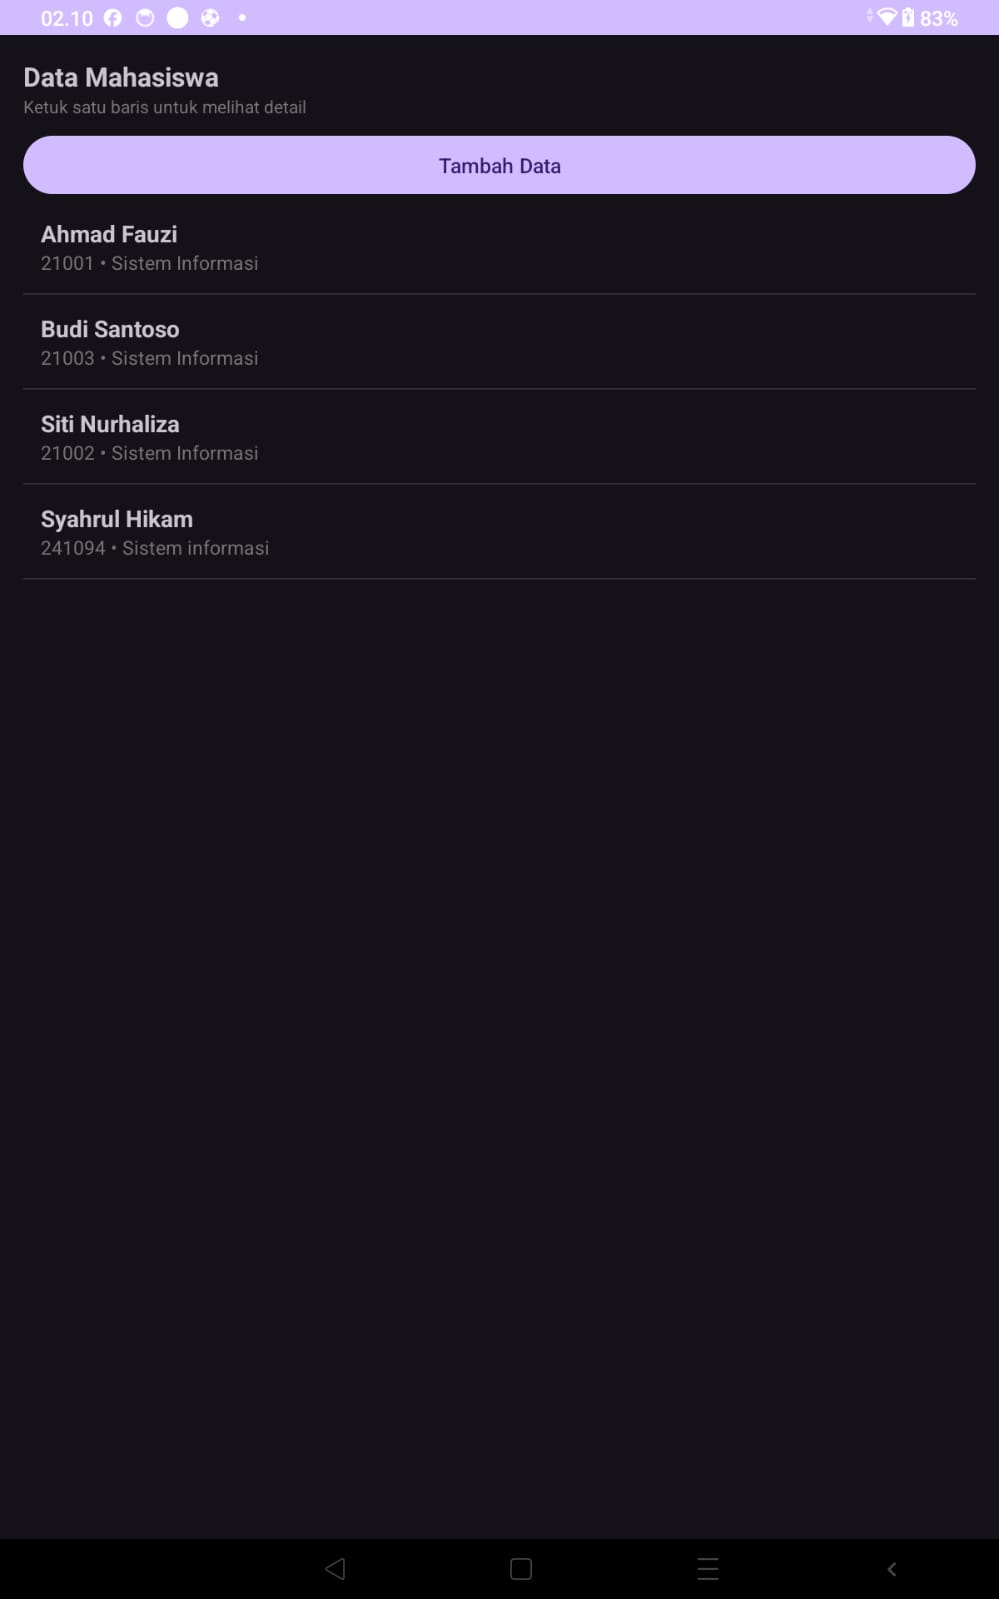 02.10
83%
Data Mahasiswa
Ketuk satu baris untuk melihat detail
Tambah Data
Ahmad Fauzi
21001 • Sistem Informasi
Budi Santoso
21003 • Sistem Informasi
Siti Nurhaliza
21002 • Sistem Informasi
Syahrul Hikam
241094 • Sistem informasi